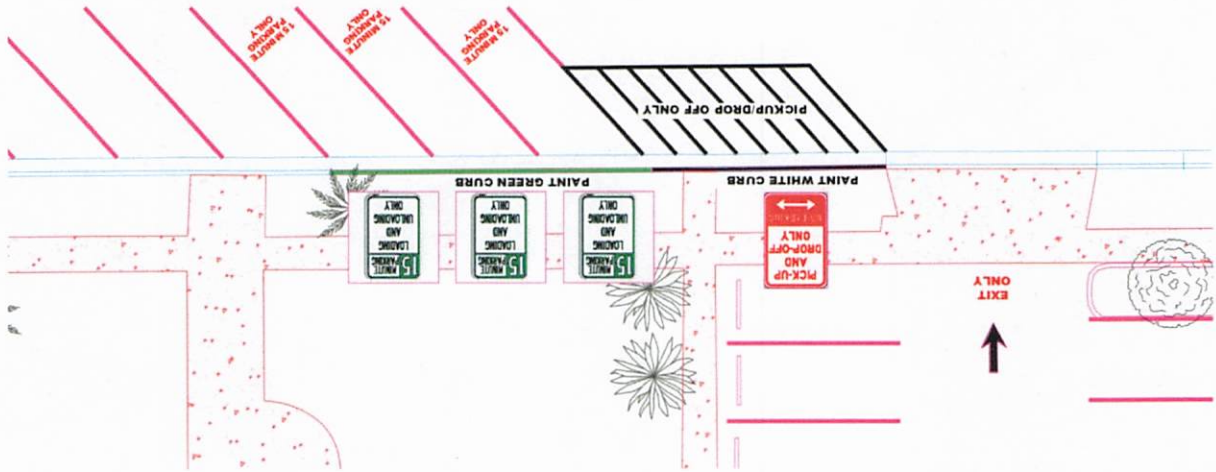 EXIT
ONLY
PICK-UP
AND
DROP-OFF
ONLY
15 MINUTE
PARKING
LOADING
AND
UNLOADING
ONLY
15 MINUTE
PARKING
LOADING
AND
UNLOADING
ONLY
15 MINUTE
PARKING
LOADING
AND
UNLOADING
ONLY
PAINT WHITE CURB
PAINT GREEN CURB
PICKUP/DROP OFF ONLY
15 MINUTE
PARKING
ONLY
15 MINUTE
PARKING
ONLY
15 MINUTE
PARKING
ONLY